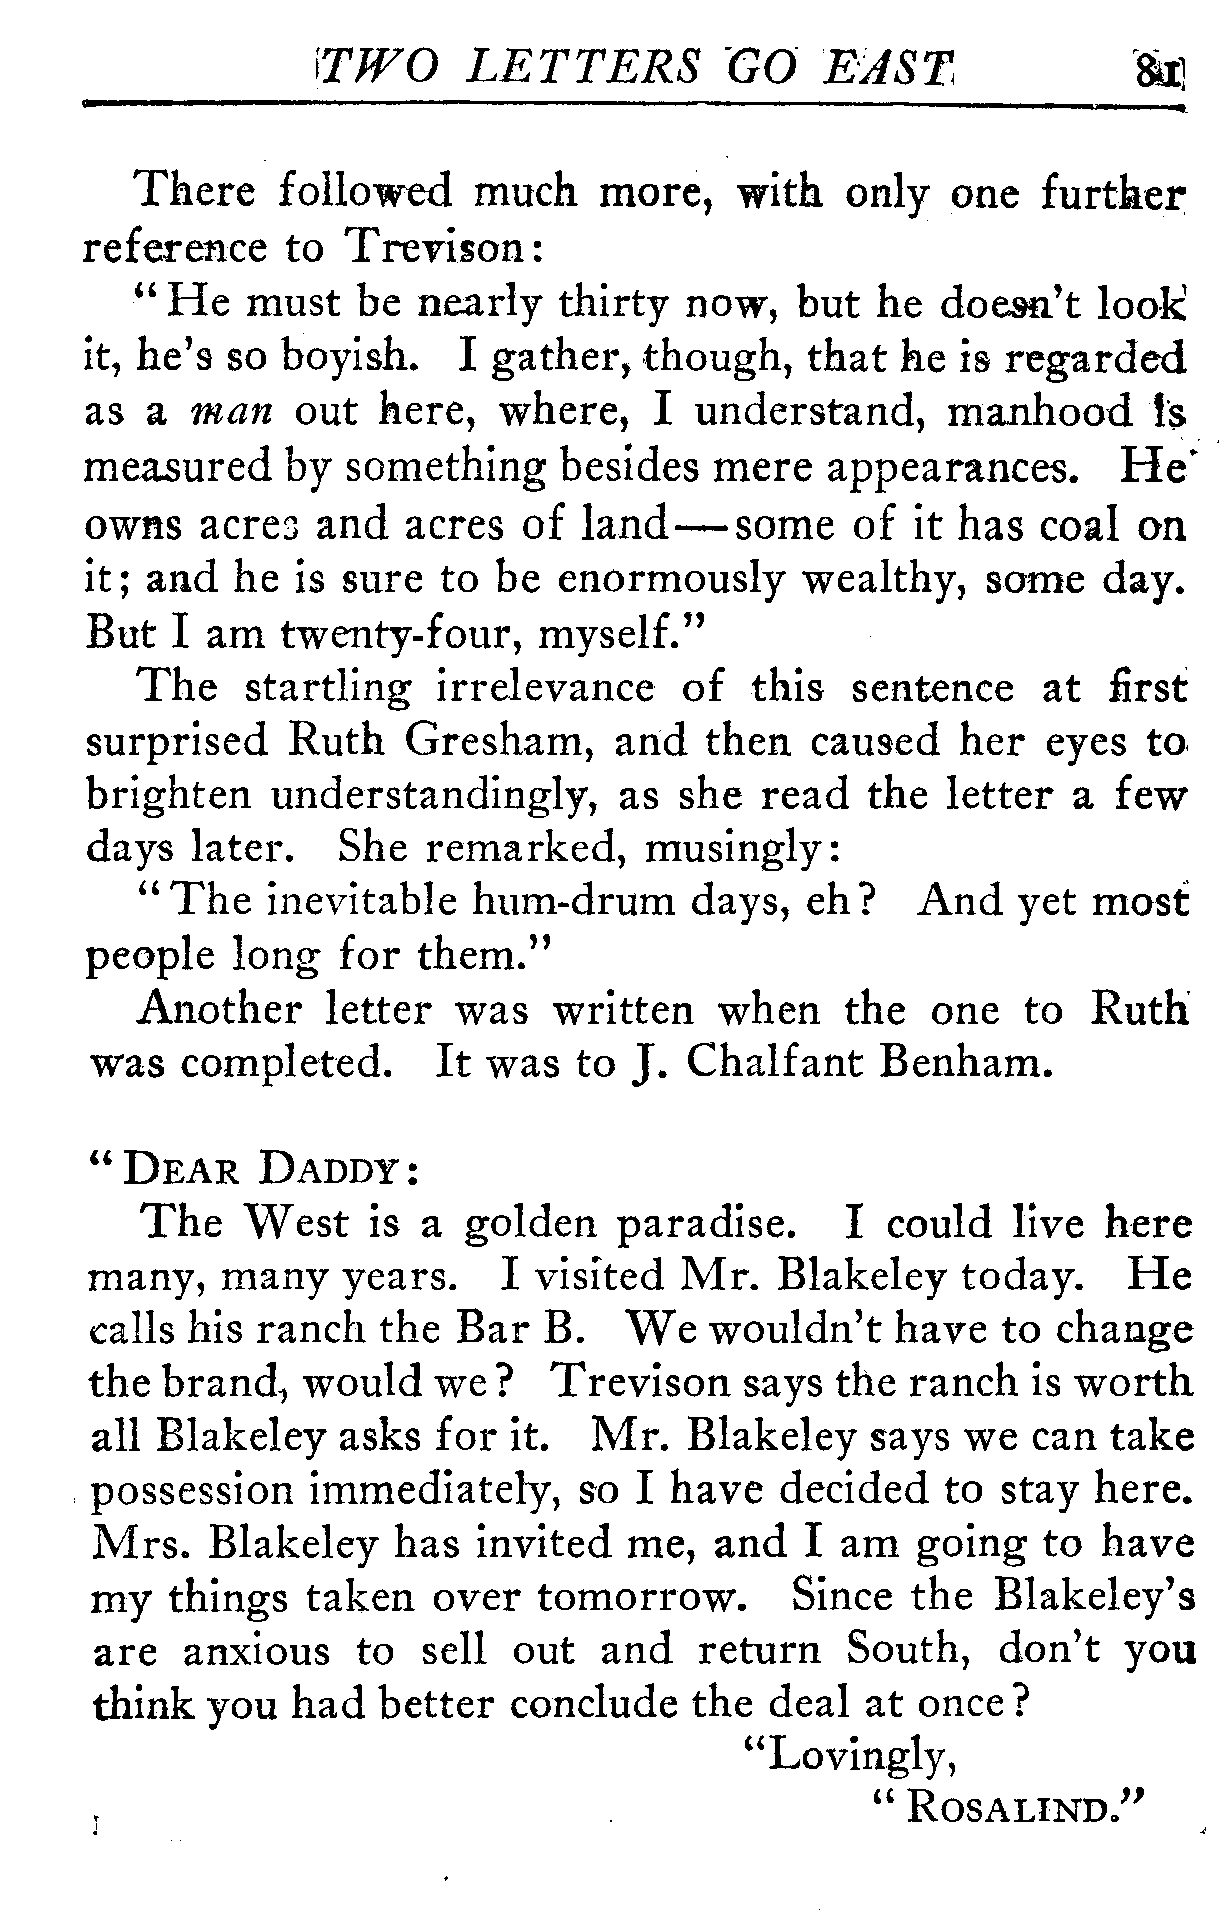 TWO LETTERS GO EAST 81
There followed much more, with only one further
reference to Trevison:
"He must be nearly thirty now, but he doesn't look
it, he's so boyish. I gather, though, that he is regarded
as a man out here, where, I understand, manhood is
measured by something besides mere appearances. He
owns acres and acres of land—some of it has coal on
it; and he is sure to be enormously wealthy, some day.
But I am twenty-four, myself."
The startling irrelevance of this sentence at first
surprised Ruth Gresham, and then caused her eyes to
brighten understandingly, as she read the letter a few
days later. She remarked, musingly:
"The inevitable hum-drum days, eh? And yet most
people long for them."
Another letter was written when the one to Ruth
was completed. It was to J. Chalfant Benham.
"DEAR DADDY:
The West is a golden paradise. I could live here
many, many years. I visited Mr. Blakeley today. He
calls his ranch the Bar B. We wouldn't have to change
the brand, would we? Trevison says the ranch is worth
all Blakeley asks for it. Mr. Blakeley says we can take
possession immediately, so I have decided to stay here.
Mrs. Blakeley has invited me, and I am going to have
my things taken over tomorrow. Since the Blakeley's
are anxious to sell out and return South, don't you
think you had better conclude the deal at once?
"Lovingly,
"ROSALIND."